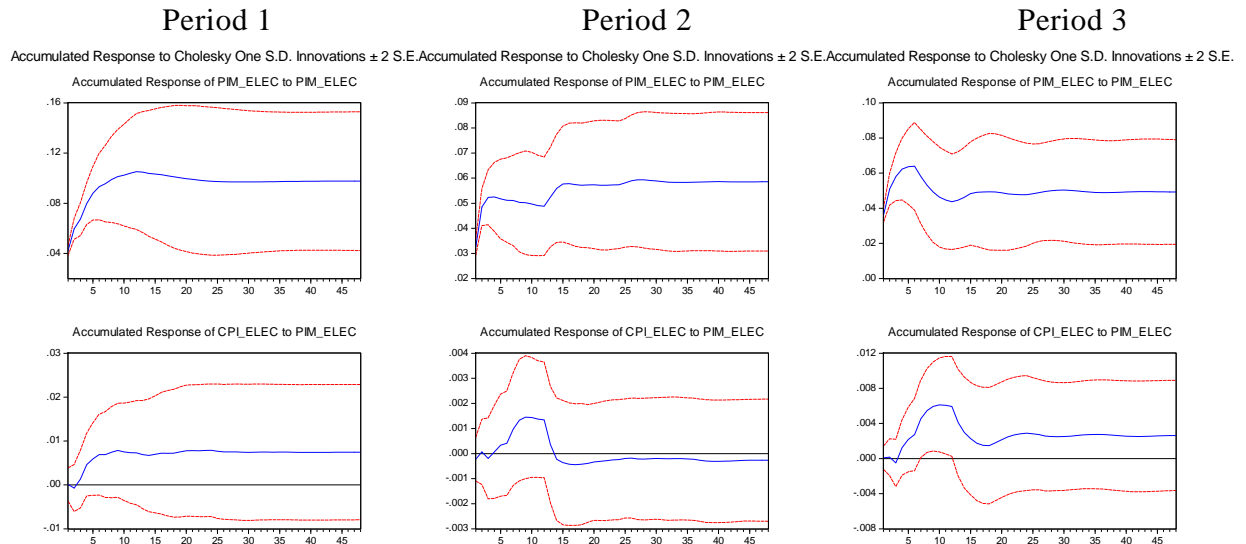 Period 1 Period 2 Period 3
Accumulated Response to Cholesky One S.D. Innovations ± 2 S.E. Accumulated Response to Cholesky One S.D. Innovations ± 2 S.E. Accumulated Response to Cholesky One S.D. Innovations ± 2 S.E.
Accumulated Response of PIM_ELEC to PIM_ELEC
.16
.12
.08
.04
5 10 15 20 25 30 35 40 45
Accumulated Response of PIM_ELEC to PIM_ELEC
.09
.08
.07
.06
.05
.04
.03
.02
5 10 15 20 25 30 35 40 45
Accumulated Response of PIM_ELEC to PIM_ELEC
.10
.08
.06
.04
.02
.00
5 10 15 20 25 30 35 40 45
Accumulated Response of CPI_ELEC to PIM_ELEC
.03
.02
.01
.00
-.01
5 10 15 20 25 30 35 40 45
Accumulated Response of CPI_ELEC to PIM_ELEC
.004
.003
.002
.001
.000
-.001
-.002
-.003
5 10 15 20 25 30 35 40 45
Accumulated Response of CPI_ELEC to PIM_ELEC
.012
.008
.004
.000
-.004
-.008
5 10 15 20 25 30 35 40 45